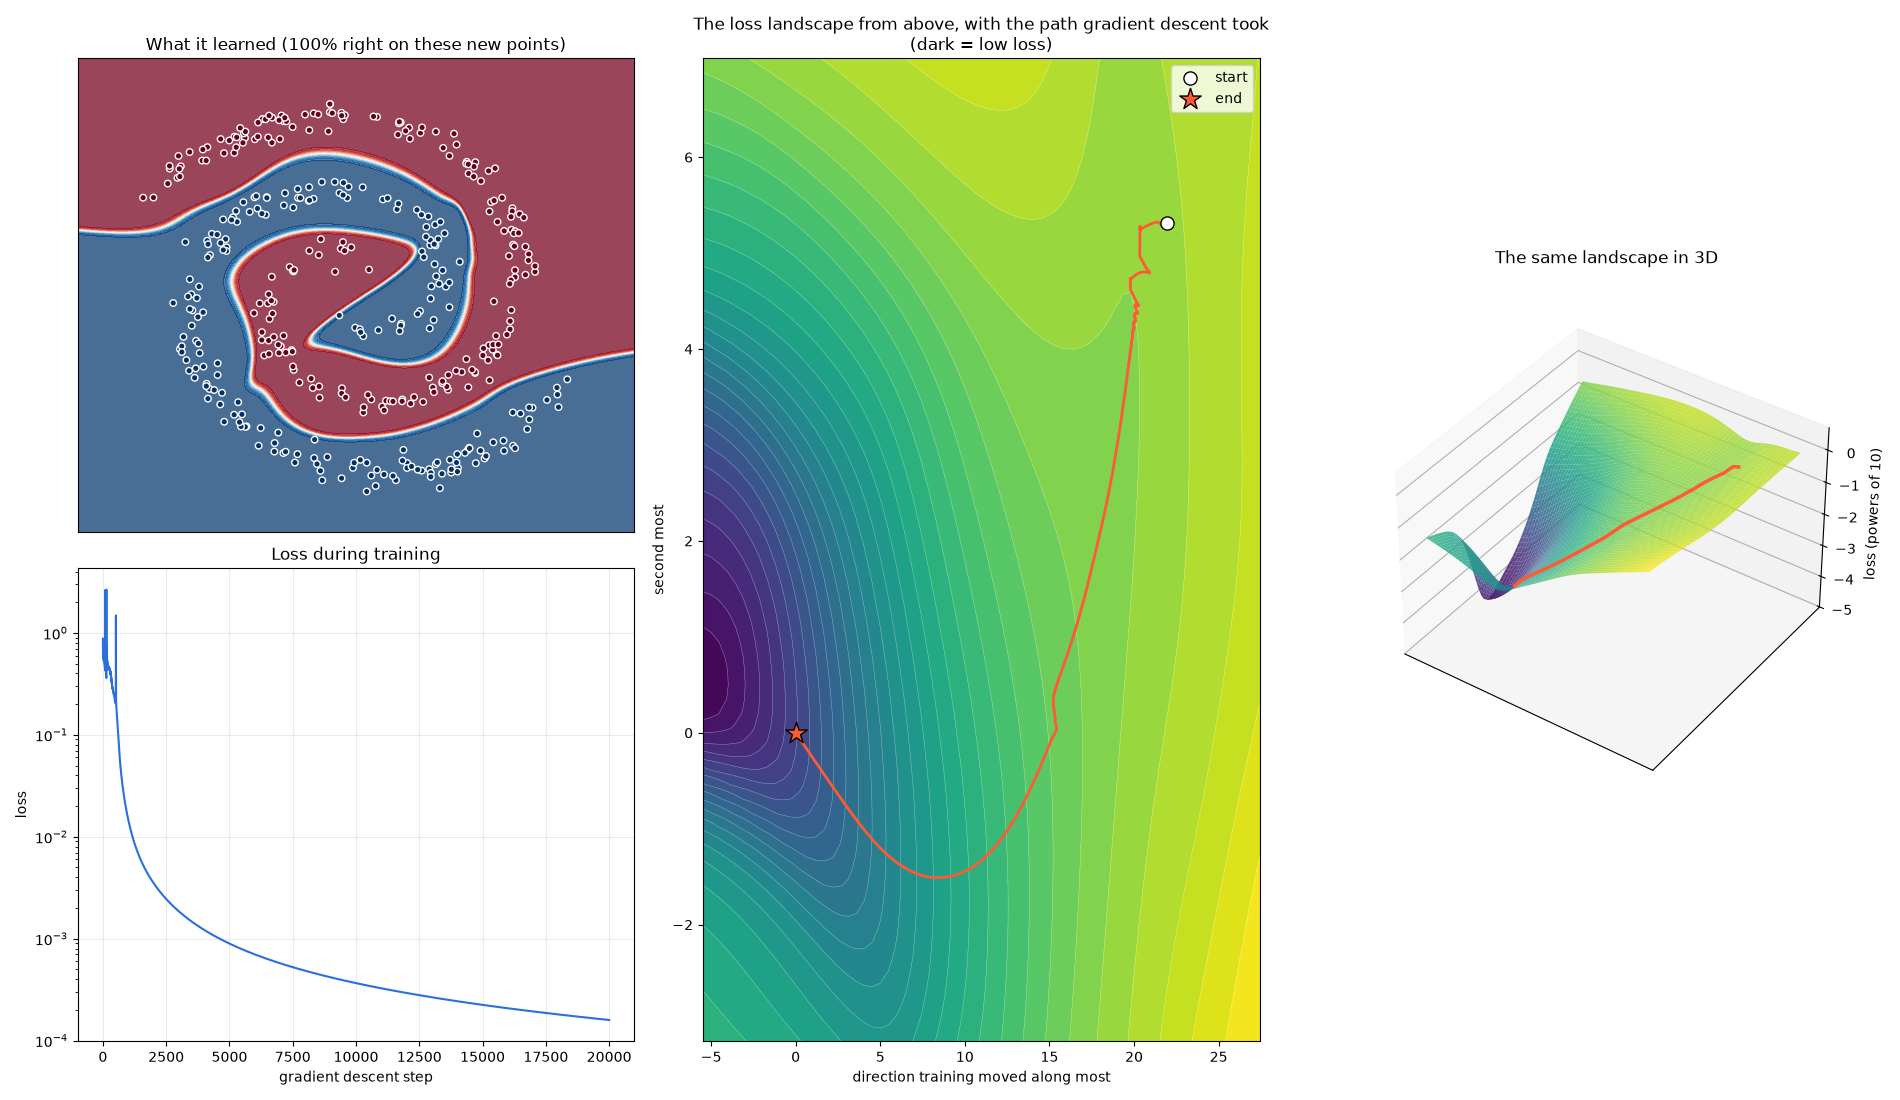 What it learned (100% right on these new points)
Loss during training
10⁰
10⁻¹
10⁻²
10⁻³
10⁻⁴
loss
0
2500
5000
7500
10000
12500
15000
17500
20000
gradient descent step
The loss landscape from above, with the path gradient descent took
(dark = low loss)
start
end
6
4
2
0
−2
second most
−5
0
5
10
15
20
25
direction training moved along most
The same landscape in 3D
0
−1
−2
−3
−4
−5
loss (powers of 10)